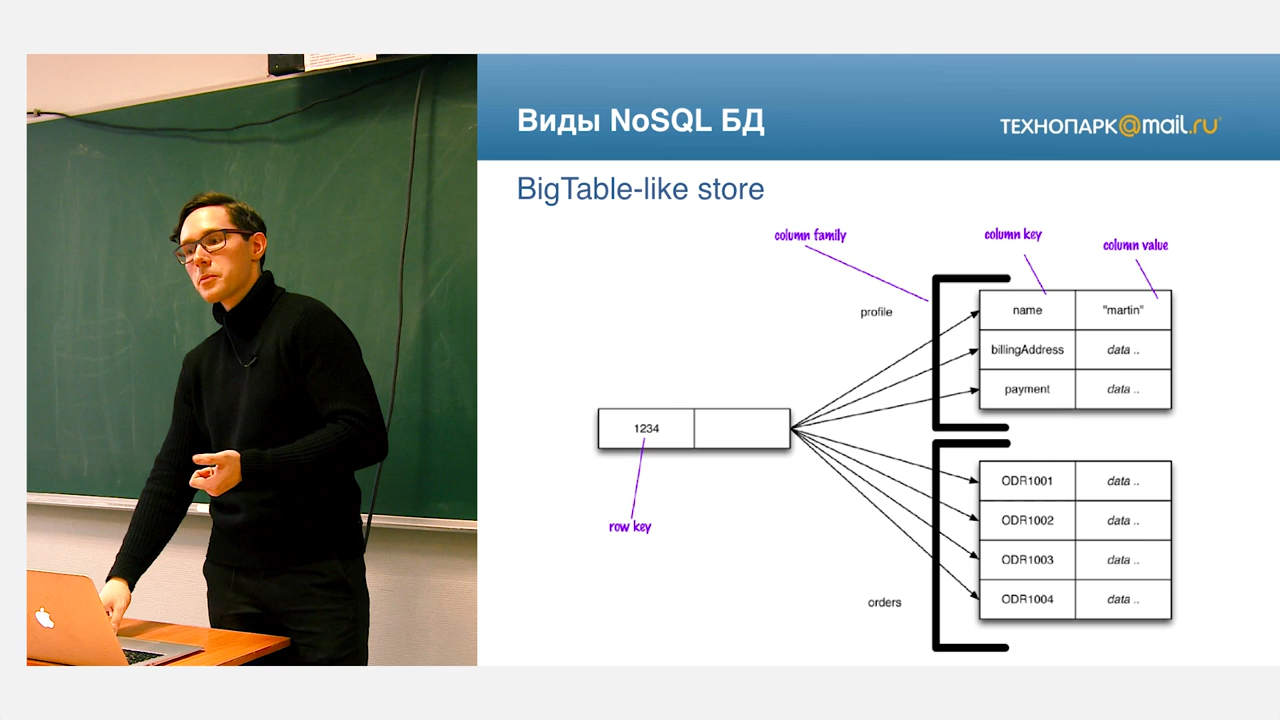 Виды NoSQL БД
ТЕХНОПАРК@mail.ru
BigTable-like store
column family
column key
column value
profile
name
"martin"
billingAddress
data ..
payment
data ..
1234
row key
ODR1001
data ..
ODR1002
data ..
ODR1003
data ..
ODR1004
data ..
orders